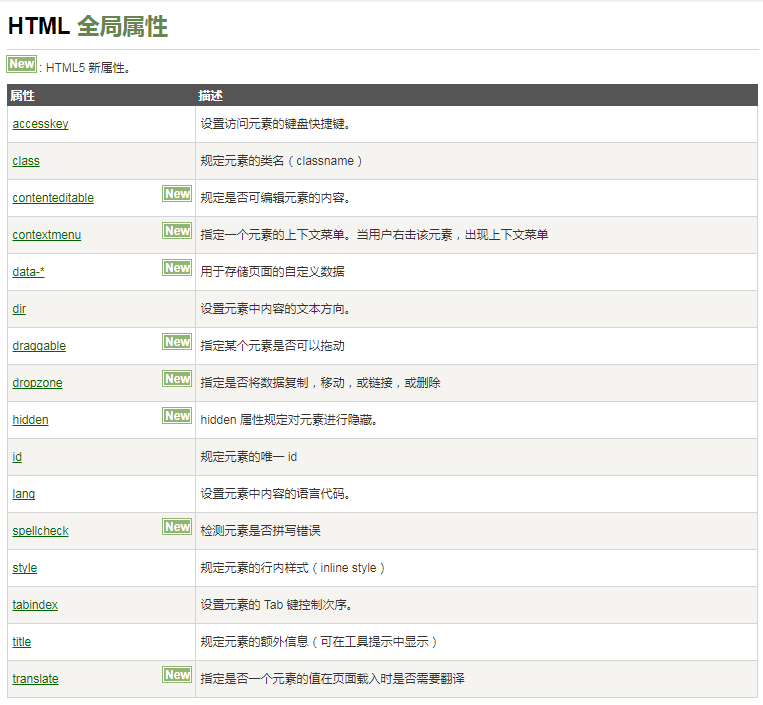 HTML 全局属性
New : HTML5 新属性。
属性 描述
accesskey 设置访问元素的键盘快捷键。
class 规定元素的类名（classname）
contenteditable New 规定是否可编辑元素的内容。
contextmenu New 指定一个元素的上下文菜单。当用户右击该元素，出现上下文菜单
data-* New 用于存储页面的自定义数据
dir 设置元素中内容的文本方向。
draggable New 指定某个元素是否可以拖动
dropzone New 指定是否将数据复制，移动，或链接，或删除
hidden New hidden 属性规定对元素进行隐藏。
id 规定元素的唯一 id
lang 设置元素中内容的语言代码。
spellcheck New 检测元素是否拼写错误
style 规定元素的行内样式（inline style）
tabindex 设置元素的 Tab 键控制次序。
title 规定元素的额外信息（可在工具提示中显示）
translate New 指定是否一个元素的值在页面载入时是否需要翻译